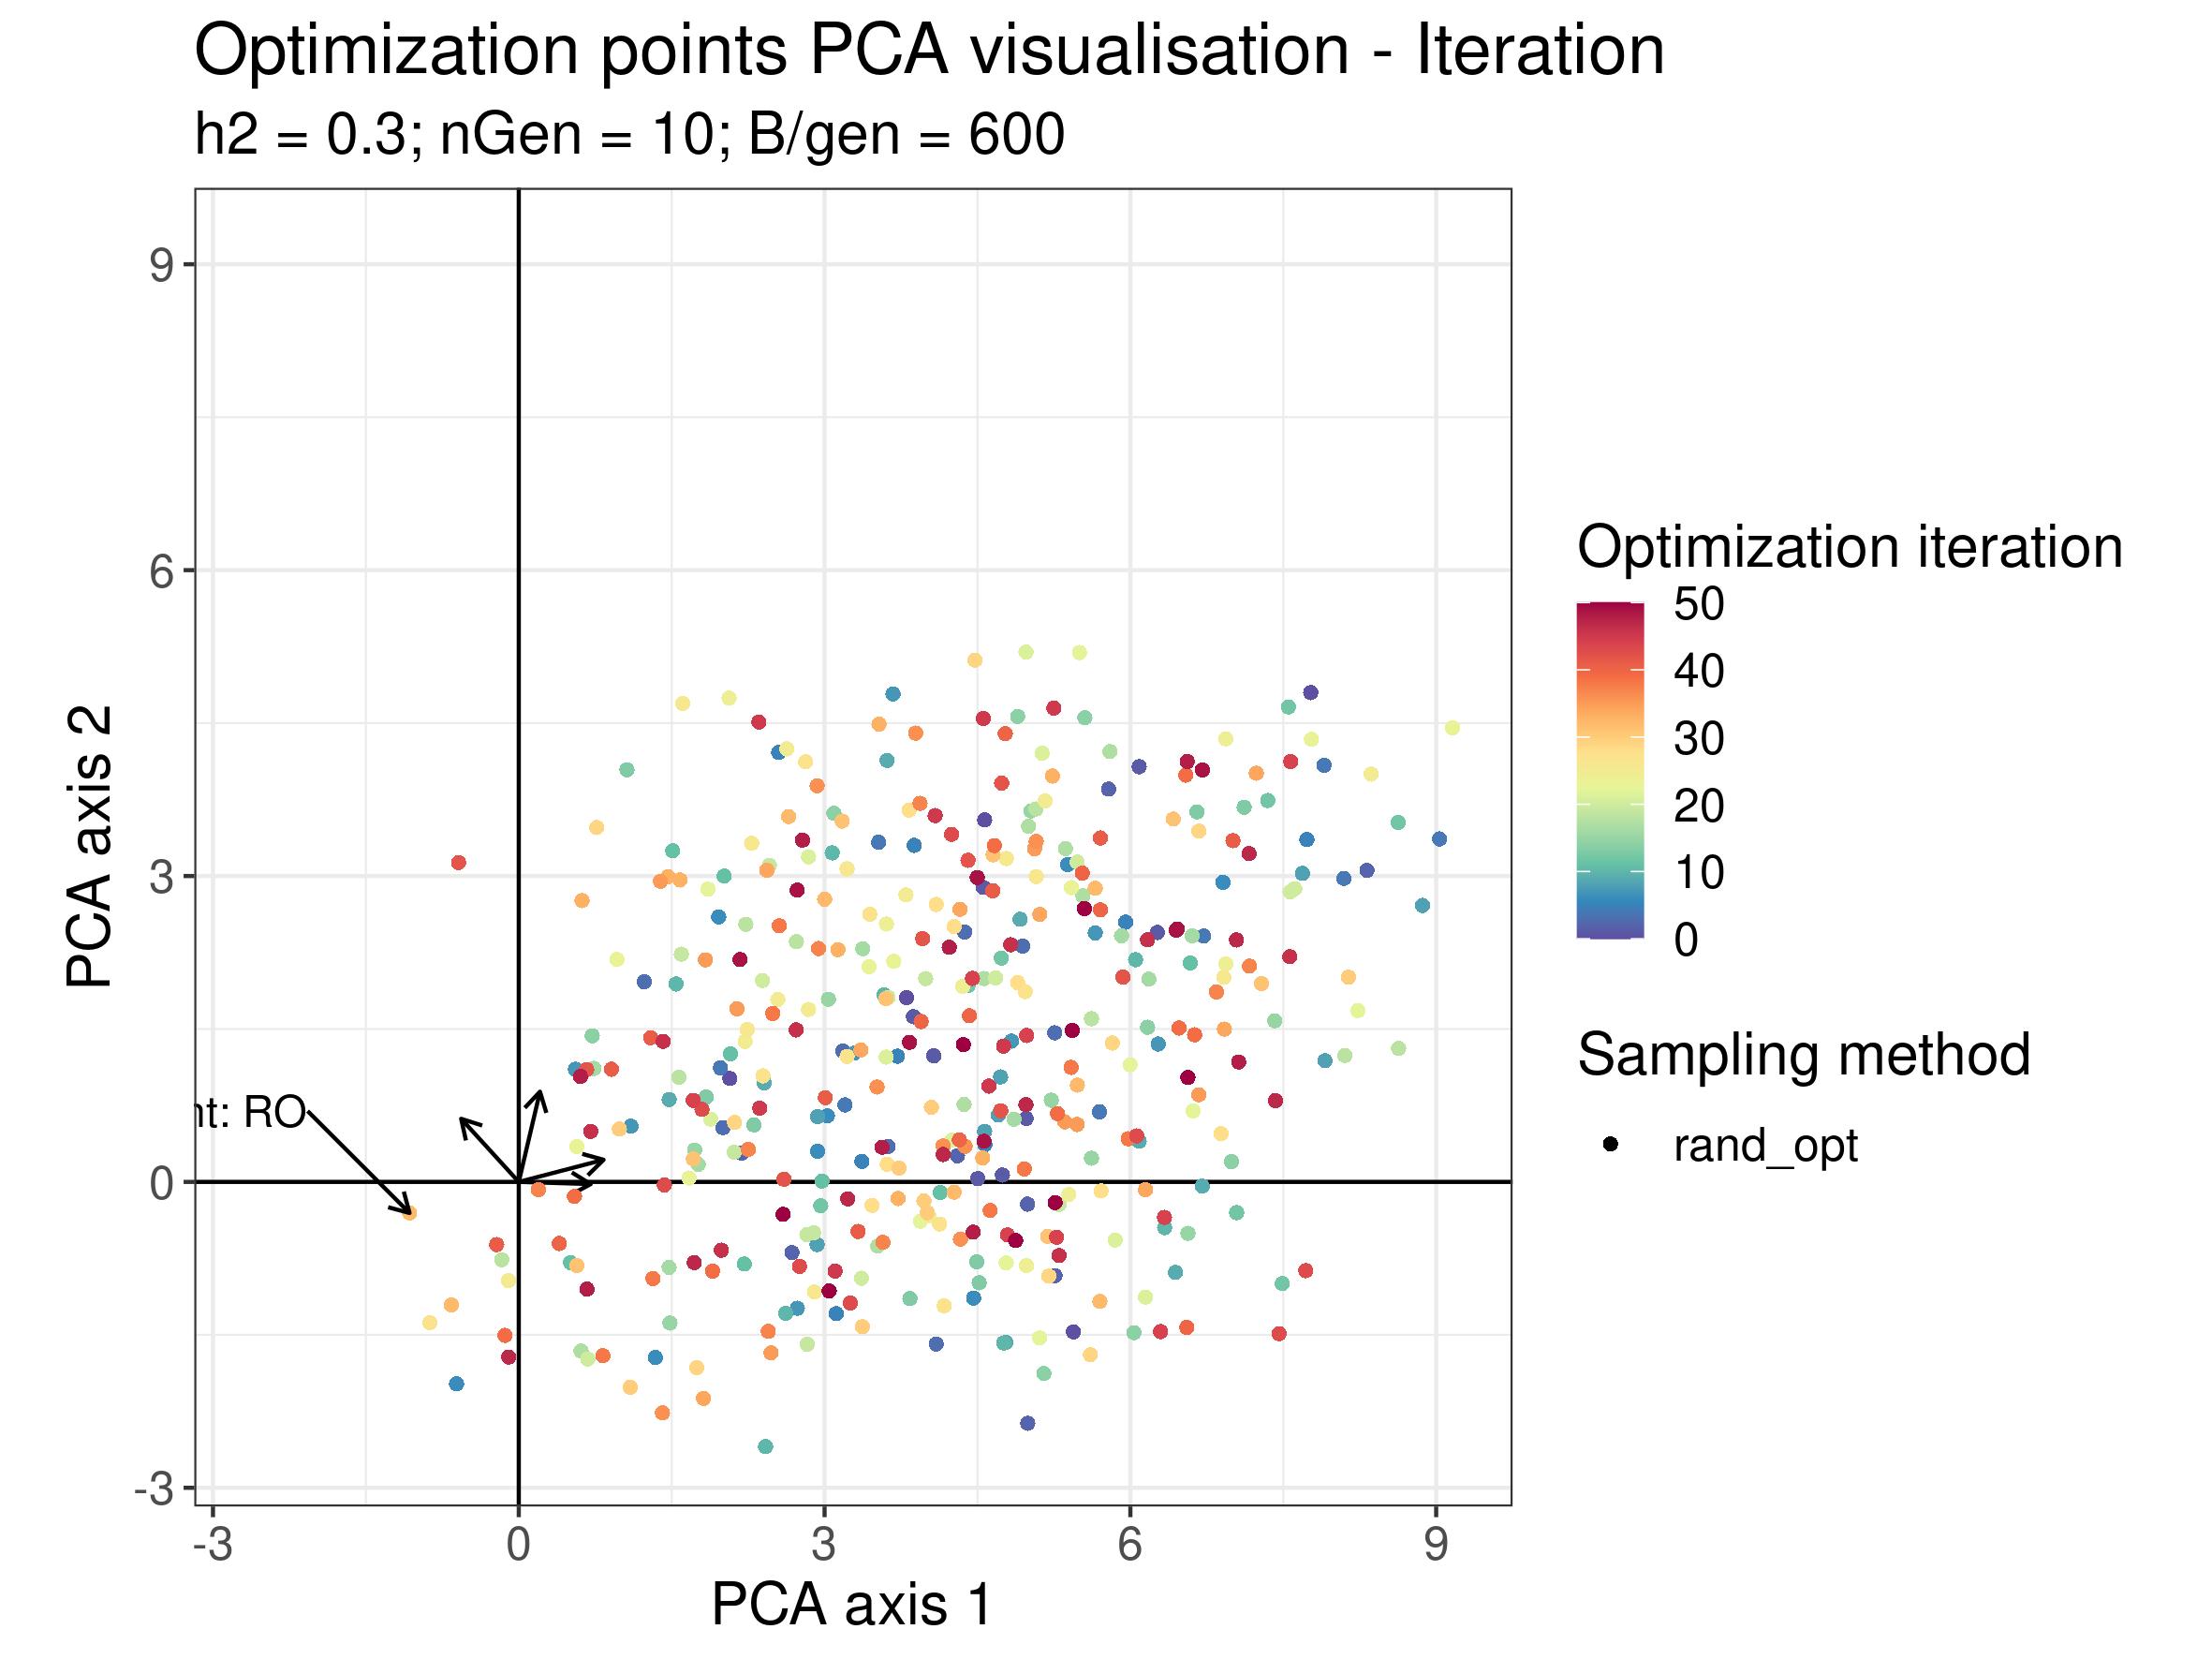 Optimization points PCA visualisation - Iteration
h2 = 0.3; nGen = 10; B/gen = 600
9
6
3
0
-3
PCA axis 2
: RO
-3
0
3
6
9
PCA axis 1
Optimization iteration
50
40
30
20
10
0
Sampling method
rand_opt